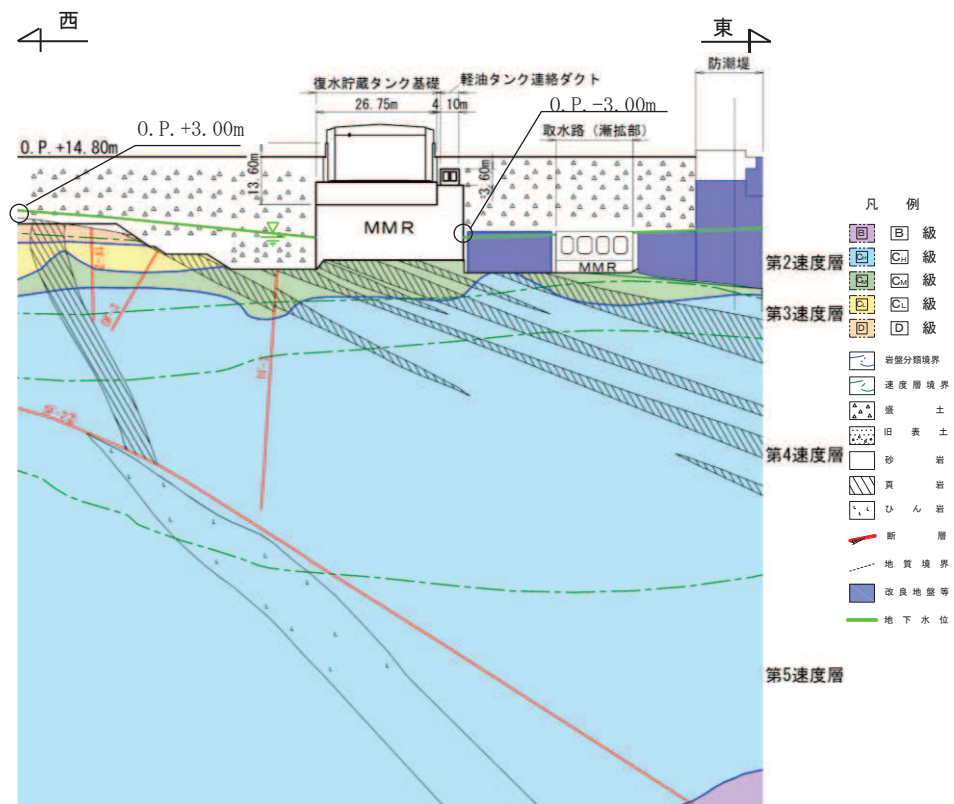 西
東
防潮堤
復水貯蔵タンク基礎
軽油タンク連絡ダクト
26.75m
4.10m
O.P.-3.00m
O.P.+3.00m
取水路(漸拡部)
O.P.+14.80m
13.60m
3.60m
MMR
MMR
第2速度層
第3速度層
第4速度層
第5速度層
凡 例
B B 級
CH CH 級
CM CM 級
CL CL 級
D D 級
岩盤分類境界
速度層境界
盛 土
旧 表 土
砂 岩
頁 岩
ひ ん 岩
断 層
地 質 境 界
改 良 地 盤 等
地 下 水 位